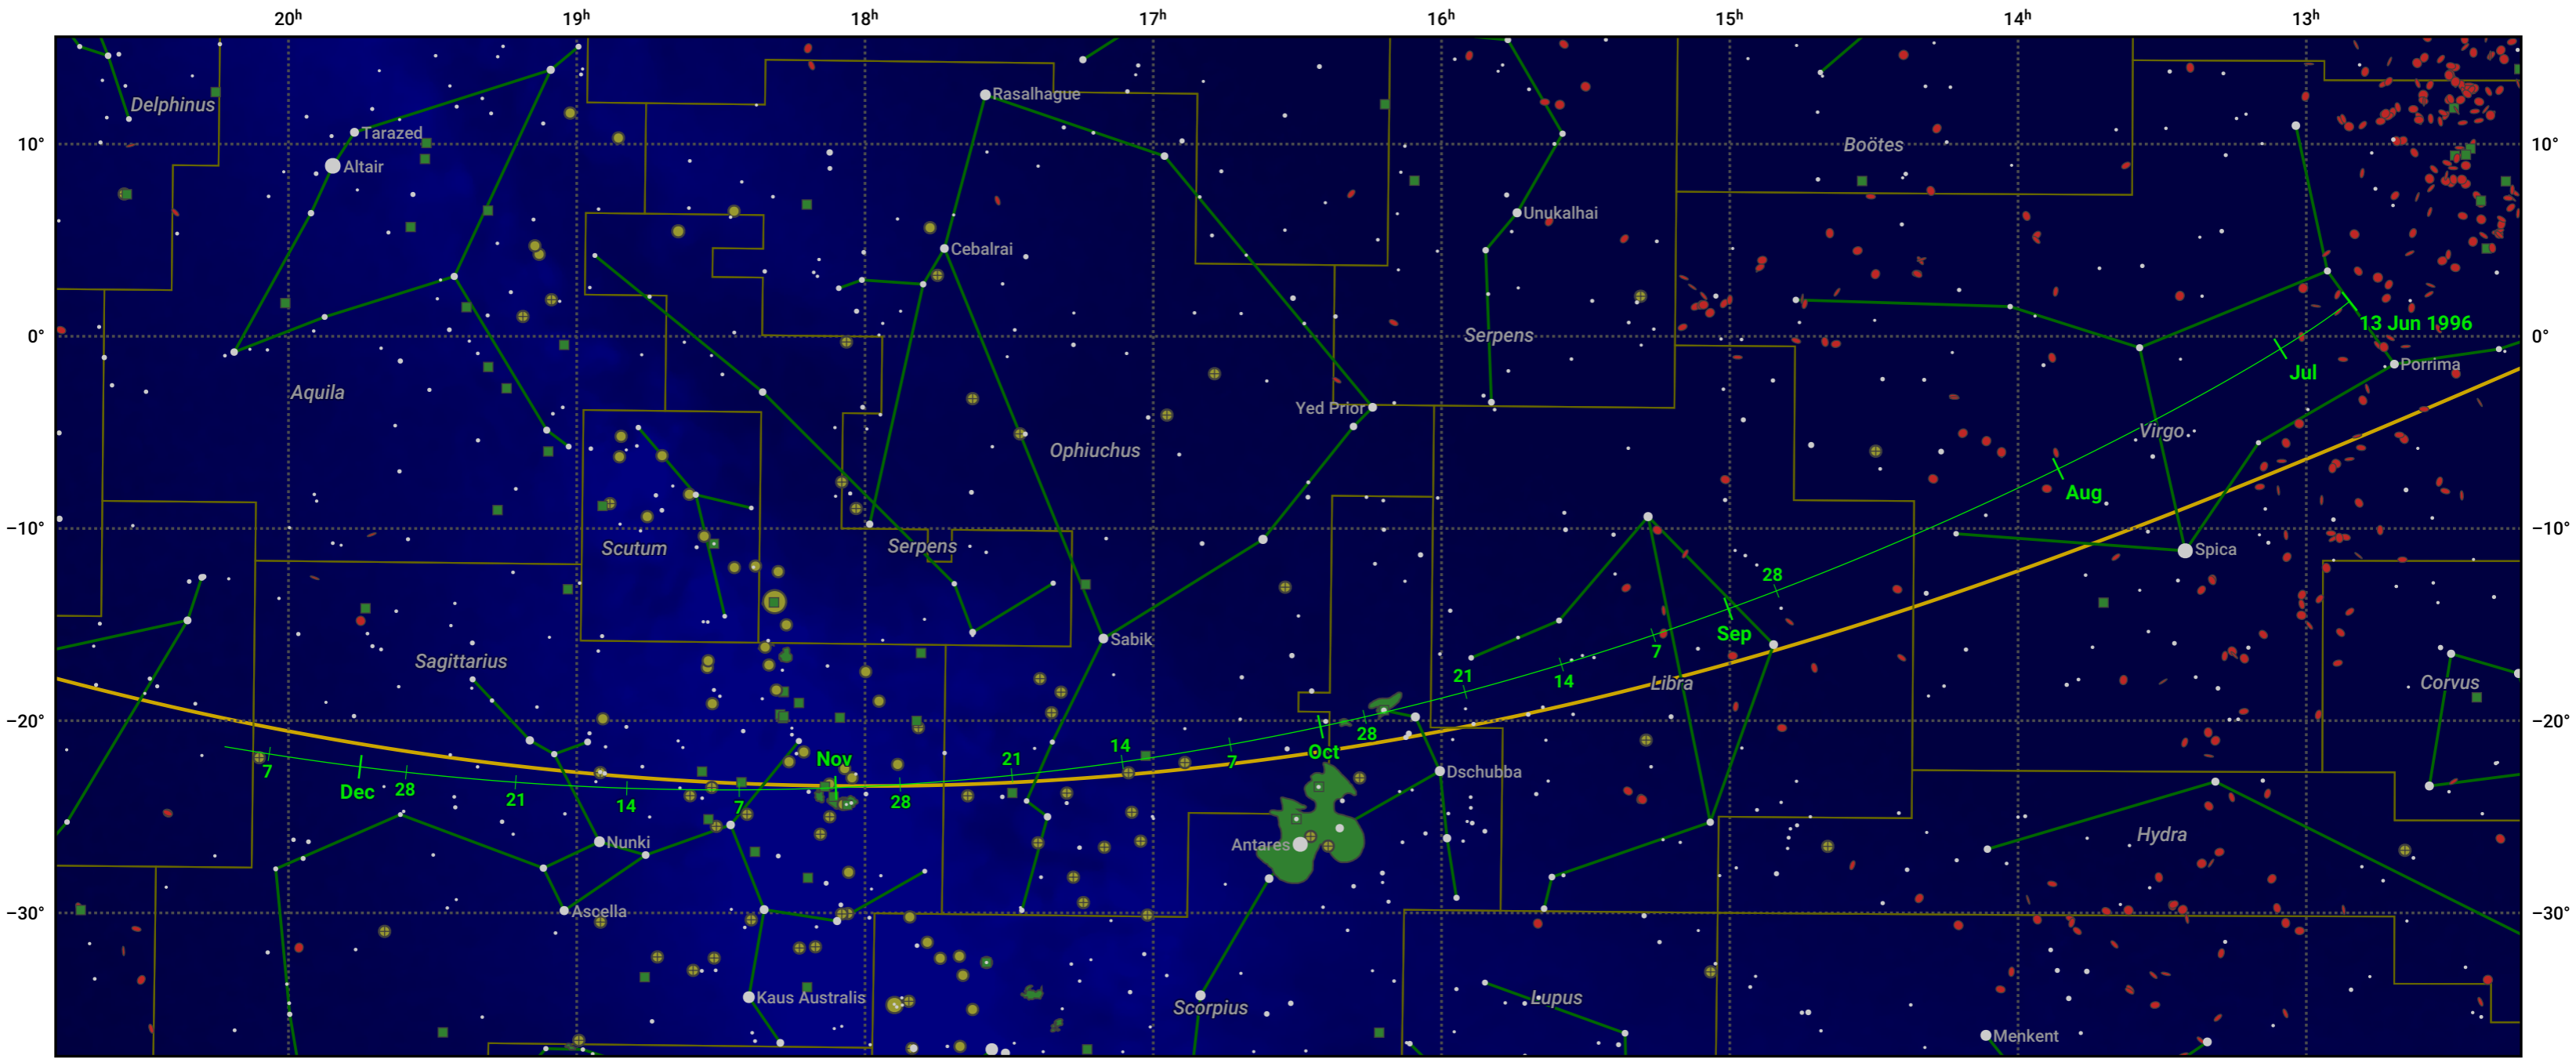 20ʰ 19ʰ 18ʰ 17ʰ 16ʰ 15ʰ 14ʰ 13ʰ
Delphinus
Rasalhague
Tarazed
10° Boötes 10°
Altair
Unukalhai
Cebalrai
13 Jun 1996
0° Serpens 0°
Porrima
Jul
Aquila
Yed Prior
Virgo
Ophiuchus
Aug
−10° −10°
Scutum Serpens Spica
28
Sep
Sabik
7
Sagittarius
21 14 Libra Corvus
−20° −20°
28
14 Oct
Nov 21 7
7 Dschubba
Dec 28 21 14 7 28
Hydra
Nunki Antares
Ascella
−30° −30°
Kaus Australis Lupus
Scorpius
Menkent